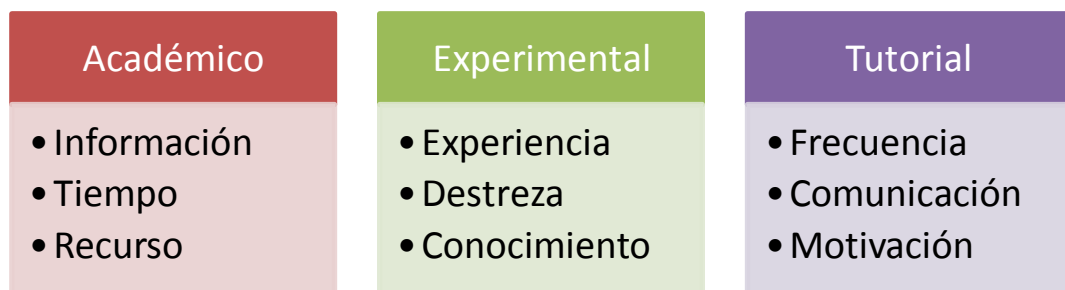 Académico
• Información
• Tiempo
• Recurso
Experimental
• Experiencia
• Destreza
• Conocimiento
Tutorial
• Frecuencia
• Comunicación
• Motivación